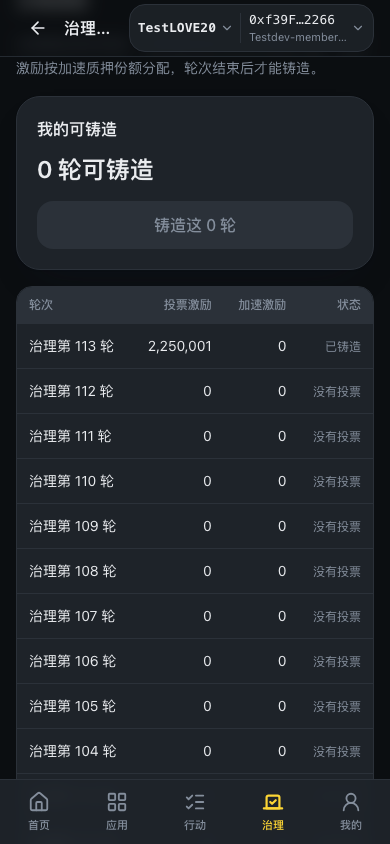 治理...
TestLOVE20
0xf39F…2266
Testdev-member...
激励按加速质押份额分配，轮次结束后才能铸造。
我的可铸造
0 轮可铸造
铸造这 0 轮
轮次 投票激励 加速激励 状态
治理第 113 轮 2,250,001 0 已铸造
治理第 112 轮 0 0 没有投票
治理第 111 轮 0 0 没有投票
治理第 110 轮 0 0 没有投票
治理第 109 轮 0 0 没有投票
治理第 108 轮 0 0 没有投票
治理第 107 轮 0 0 没有投票
治理第 106 轮 0 0 没有投票
治理第 105 轮 0 0 没有投票
治理第 104 轮 0 0 没有投票
首页 应用 行动 治理 我的